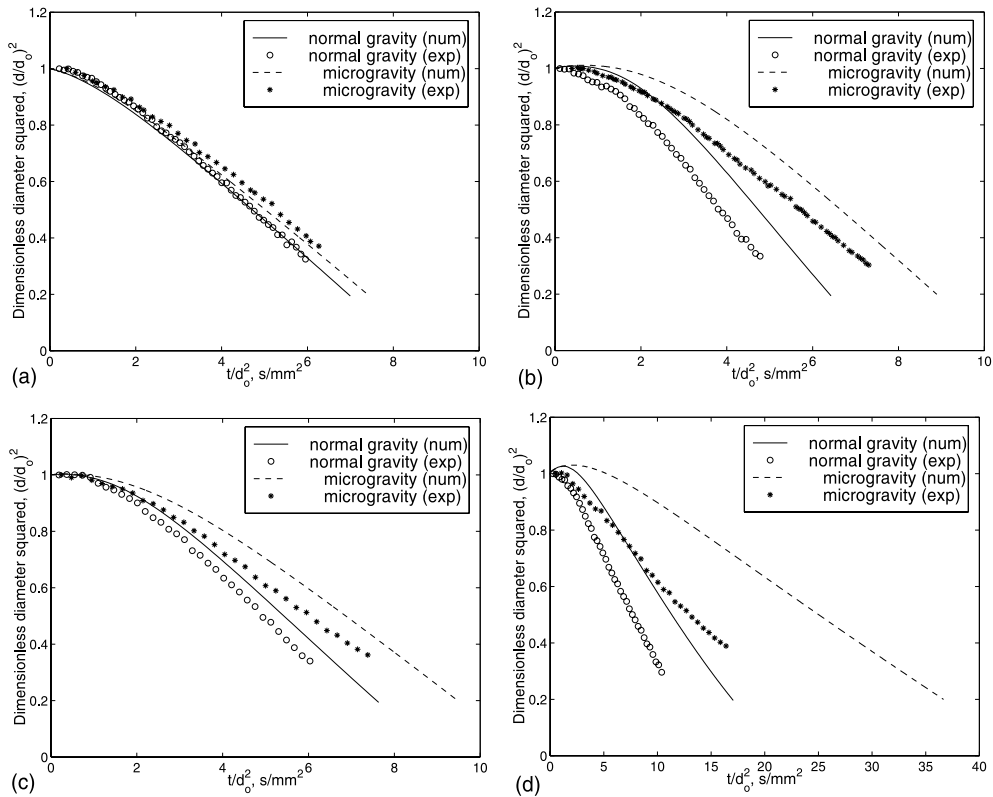 1.2
1
0.8
0.6
0.4
0.2
0
Dimensionless diameter squared, (d/d_o)^2
normal gravity (num)
normal gravity (exp)
microgravity (num)
microgravity (exp)
0 2 4 6 8 10
t/d_o^2, s/mm^2
(a)
1.2
1
0.8
0.6
0.4
0.2
0
Dimensionless diameter squared, (d/d_o)^2
normal gravity (num)
normal gravity (exp)
microgravity (num)
microgravity (exp)
0 2 4 6 8 10
t/d_o^2, s/mm^2
(b)
1.2
1
0.8
0.6
0.4
0.2
0
Dimensionless diameter squared, (d/d_o)^2
normal gravity (num)
normal gravity (exp)
microgravity (num)
microgravity (exp)
0 2 4 6 8 10
t/d_o^2, s/mm^2
(c)
1.2
1
0.8
0.6
0.4
0.2
0
Dimensionless diameter squared, (d/d_o)^2
normal gravity (num)
normal gravity (exp)
microgravity (num)
microgravity (exp)
0 5 10 15 20 25 30 35 40
t/d_o^2, s/mm^2
(d)